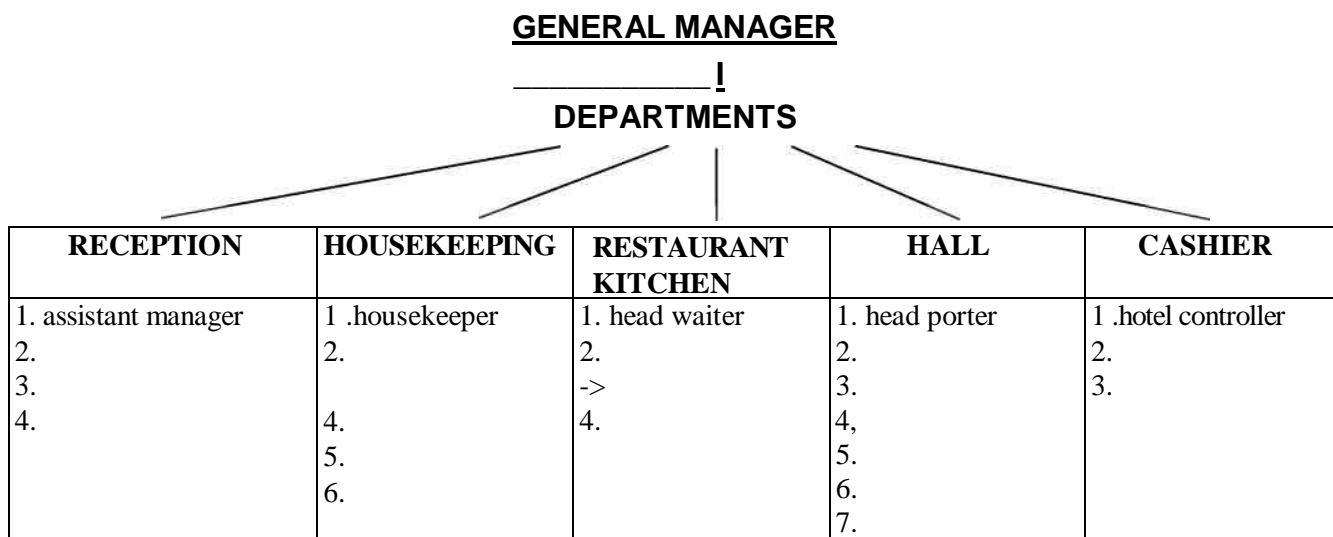 GENERAL MANAGER
___________ I
DEPARTMENTS
RECEPTION
1. assistant manager
2.
3.
4.
HOUSEKEEPING
1 .housekeeper
2.
4.
5.
6.
RESTAURANT
KITCHEN
1. head waiter
2.
->
4.
HALL
1. head porter
2.
3.
4,
5.
6.
7.
CASHIER
1 .hotel controller
2.
3.